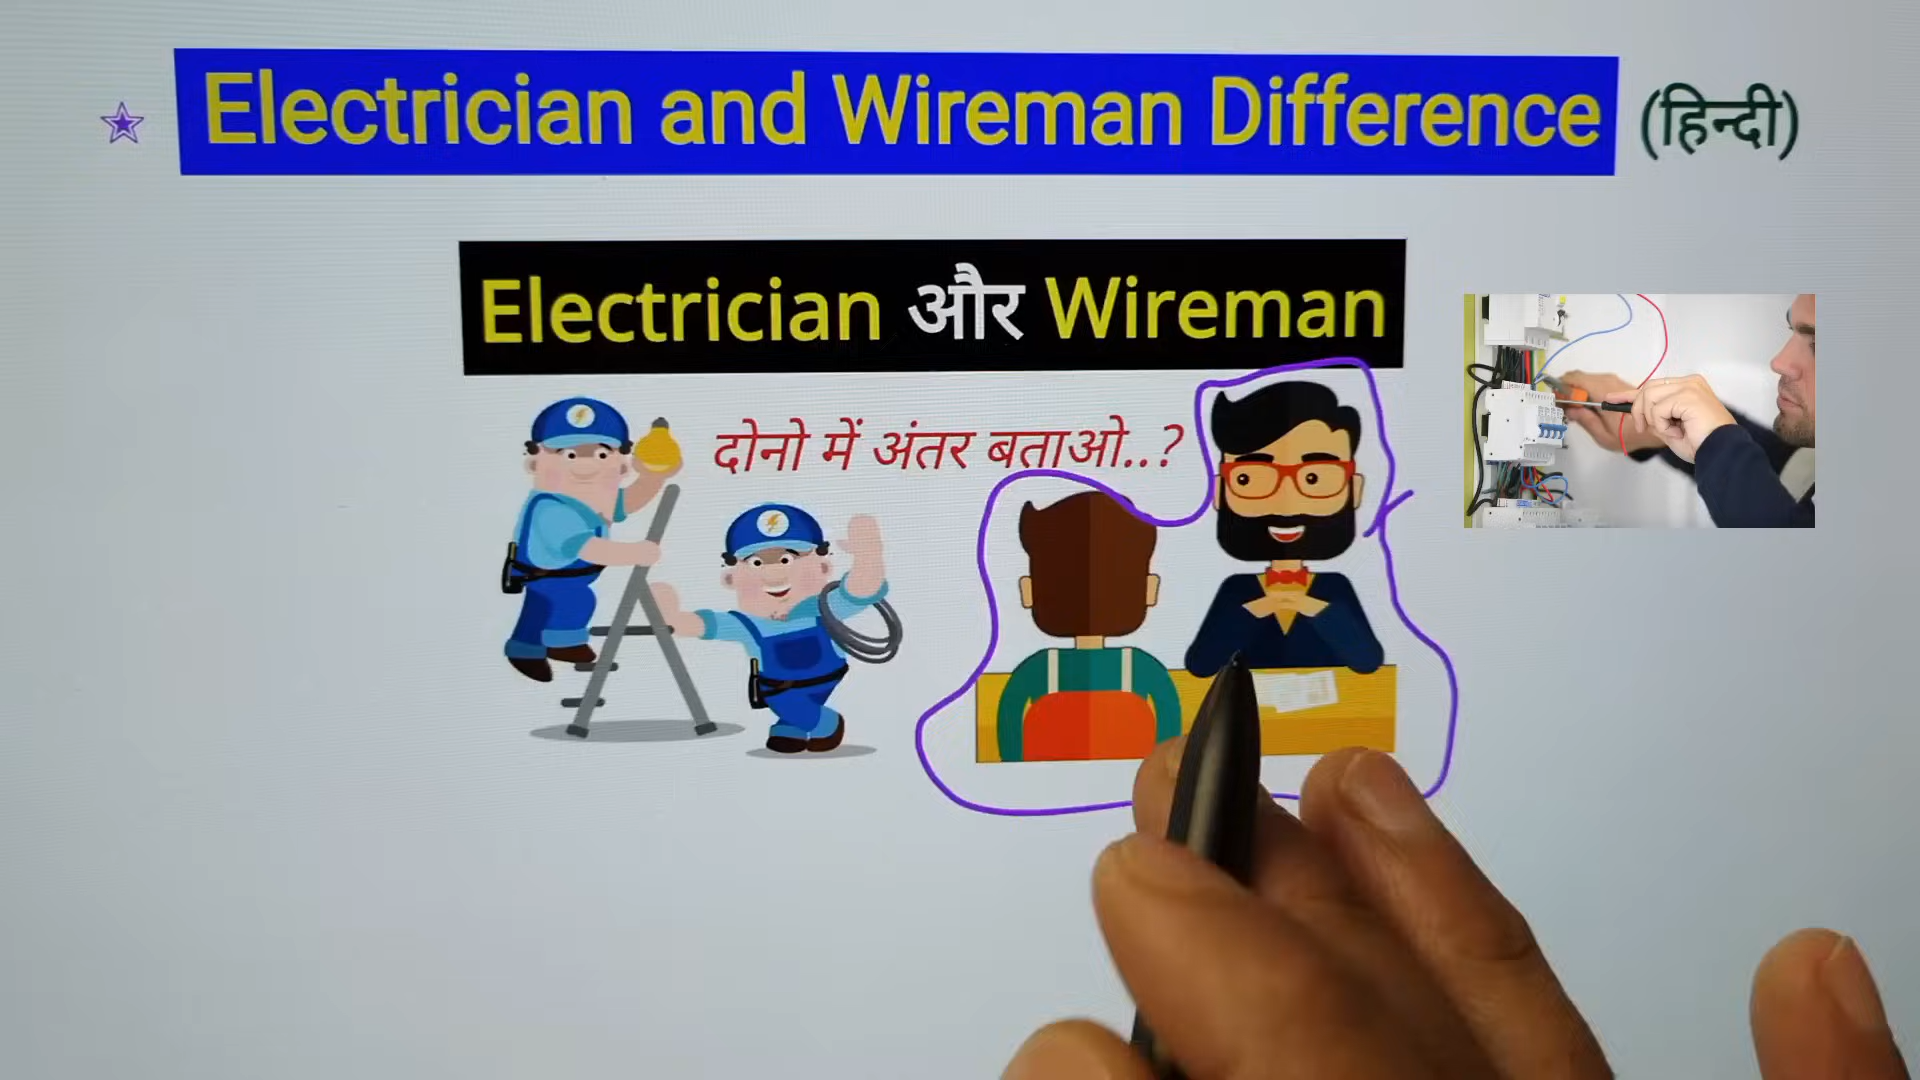 Electrician and Wireman Difference (हिन्दी)
Electrician और Wireman
दोनो में अंतर बताओ..?